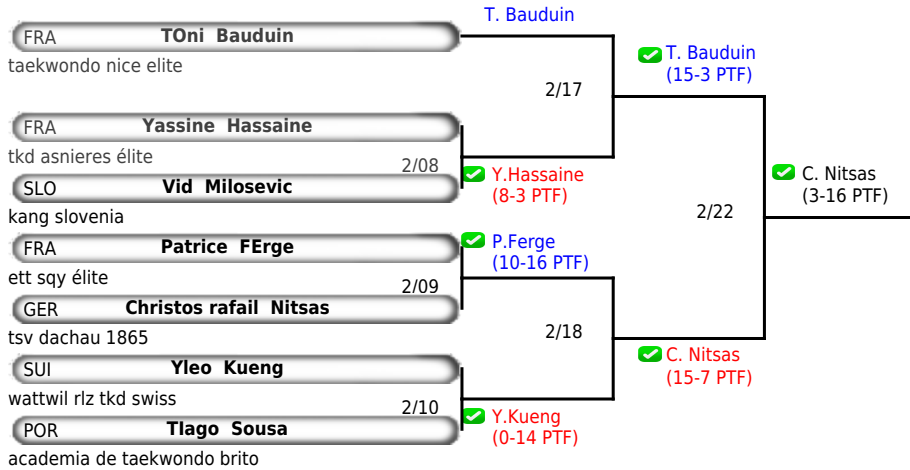 T. Bauduin
FRA TOni Bauduin
taekwondo nice elite
T. Bauduin
(15-3 PTF)
2/17
FRA Yassine Hassaine
tkd asnieres élite
2/08
SLO Vid Milosevic
kang slovenia
Y.Hassaine
(8-3 PTF)
C. Nitsas
(3-16 PTF)
2/22
FRA Patrice FErge
ett sqy élite
P.Ferge
(10-16 PTF)
2/09
GER Christos rafail Nitsas
tsv dachau 1865
2/18
C. Nitsas
(15-7 PTF)
SUI Yleo Kueng
wattwil rlz tkd swiss
2/10
POR TIago Sousa
academia de taekwondo brito
Y.Kueng
(0-14 PTF)